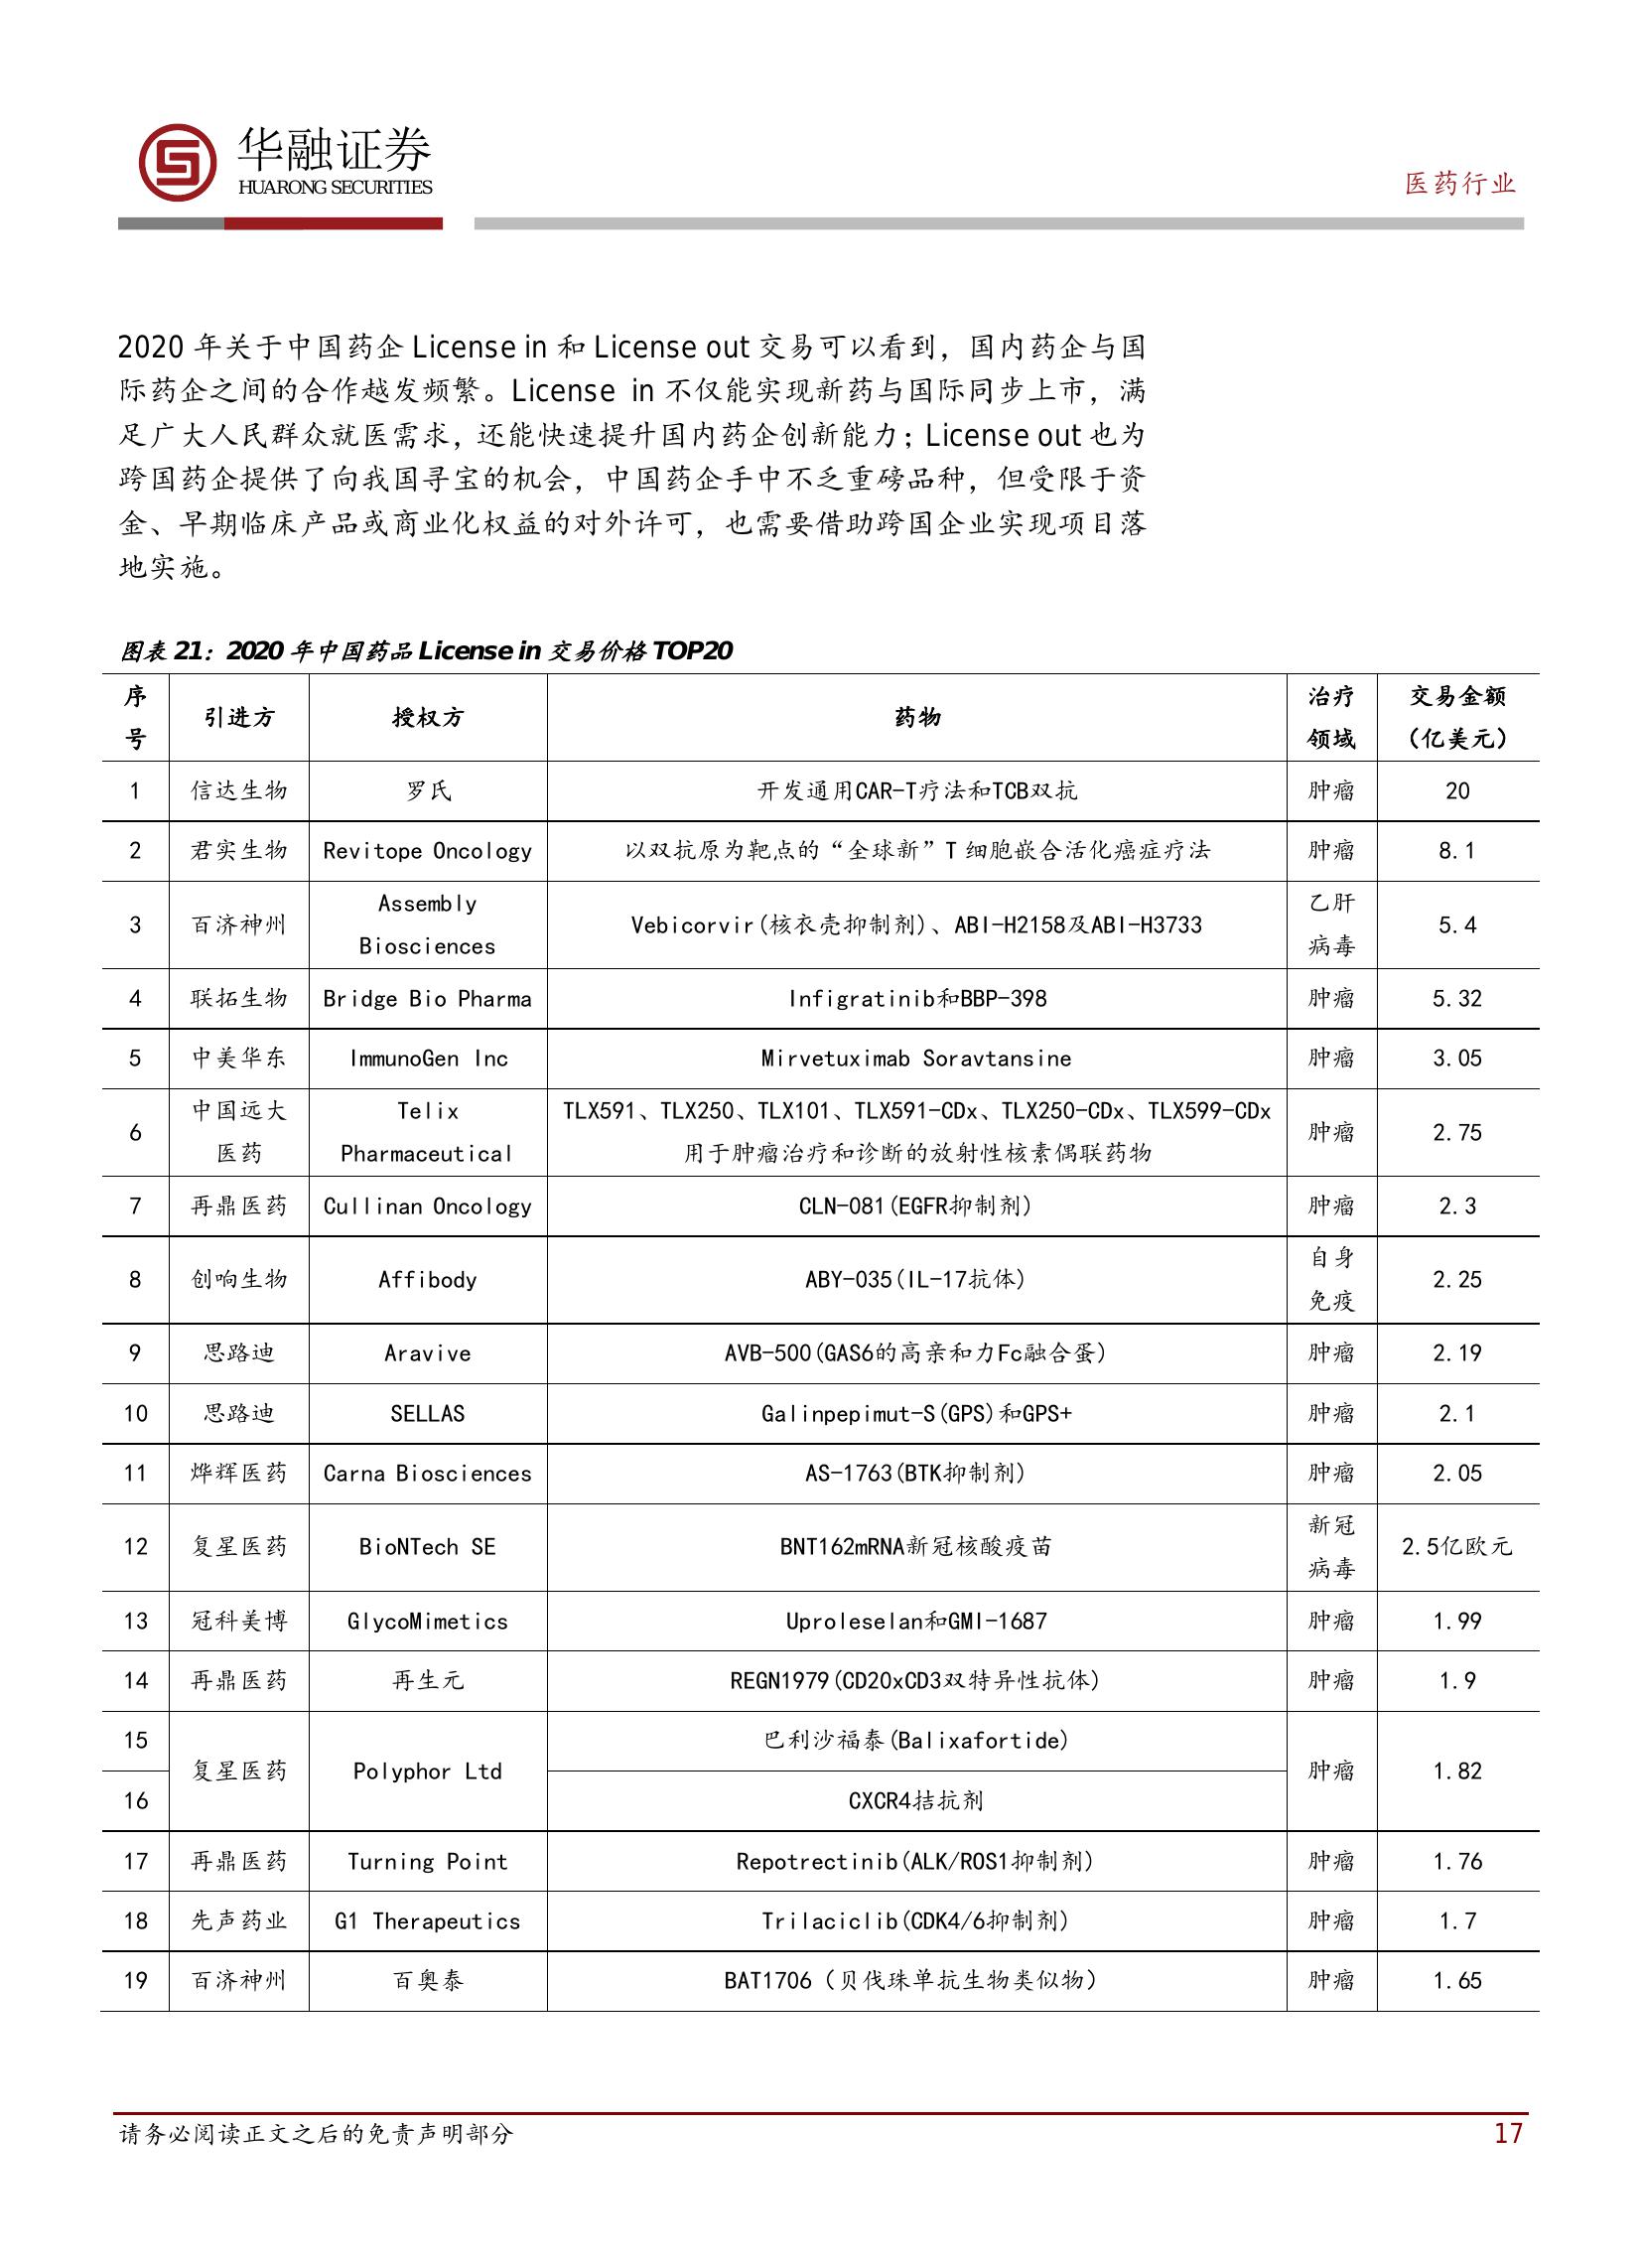 华融证券
HUARONG SECURITIES
医药行业
2020 年关于中国药企 License in 和 License out 交易可以看到，国内药企与国
际药企之间的合作越发频繁。License in 不仅能实现新药与国际同步上市，满
足广大人民群众就医需求，还能快速提升国内药企创新能力；License out 也为
跨国药企提供了向我国寻宝的机会，中国药企手中不乏重磅品种，但受限于资
金、早期临床产品或商业化权益的对外许可，也需要借助跨国企业实现项目落
地实施。
图表 21：2020 年中国药品 License in 交易价格 TOP20
序号 引进方 授权方 药物 治疗领域 交易金额（亿美元）
1 信达生物 罗氏 开发通用CAR-T疗法和TCB双抗 肿瘤 20
2 君实生物 Revitope Oncology 以双抗原为靶点的“全球新”T 细胞嵌合活化癌症疗法 肿瘤 8.1
3 百济神州 Assembly Biosciences Vebicorvir(核衣壳抑制剂)、ABI-H2158及ABI-H3733 乙肝病毒 5.4
4 联拓生物 Bridge Bio Pharma Infigratinib和BBP-398 肿瘤 5.32
5 中美华东 ImmunoGen Inc Mirvetuximab Soravtansine 肿瘤 3.05
6 中国远大医药 Telix Pharmaceutical TLX591、TLX250、TLX101、TLX591-CDx、TLX250-CDx、TLX599-CDx 用于肿瘤治疗和诊断的放射性核素偶联药物 肿瘤 2.75
7 再鼎医药 Cullinan Oncology CLN-081(EGFR抑制剂) 肿瘤 2.3
8 创响生物 Affibody ABY-035(IL-17抗体) 自身免疫 2.25
9 思路迪 Aravive AVB-500(GAS6的高亲和力Fc融合蛋) 肿瘤 2.19
10 思路迪 SELLAS Galinpepimut-S(GPS)和GPS+ 肿瘤 2.1
11 烨辉医药 Carna Biosciences AS-1763(BTK抑制剂) 肿瘤 2.05
12 复星医药 BioNTech SE BNT162mRNA新冠核酸疫苗 新冠病毒 2.5亿欧元
13 冠科美博 GlycoMimetics Uproleselan和GMI-1687 肿瘤 1.99
14 再鼎医药 再生元 REGN1979(CD20xCD3双特异性抗体) 肿瘤 1.9
15 复星医药 Polyphor Ltd 巴利沙福泰(Balixafortide) 肿瘤 1.82
16 CXCR4拮抗剂
17 再鼎医药 Turning Point Repotrectinib(ALK/ROS1抑制剂) 肿瘤 1.76
18 先声药业 G1 Therapeutics Trilaciclib(CDK4/6抑制剂) 肿瘤 1.7
19 百济神州 百奥泰 BAT1706（贝伐珠单抗生物类似物） 肿瘤 1.65
请务必阅读正文之后的免责声明部分 17